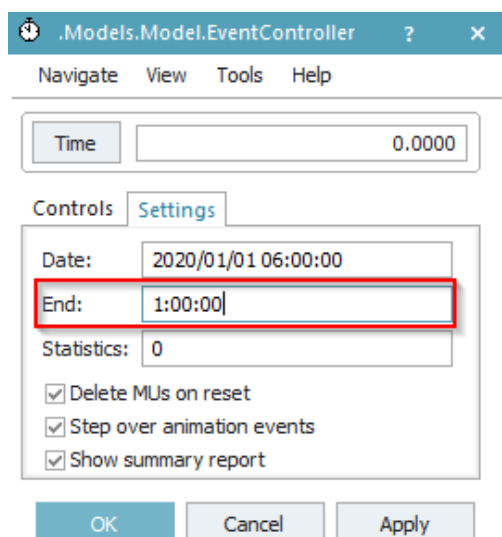 .Models.Model.EventController ? ×
Navigate View Tools Help
Time 0.0000
Controls Settings
Date: 2020/01/01 06:00:00
End: 1:00:00
Statistics: 0
Delete MUs on reset
Step over animation events
Show summary report
OK Cancel Apply